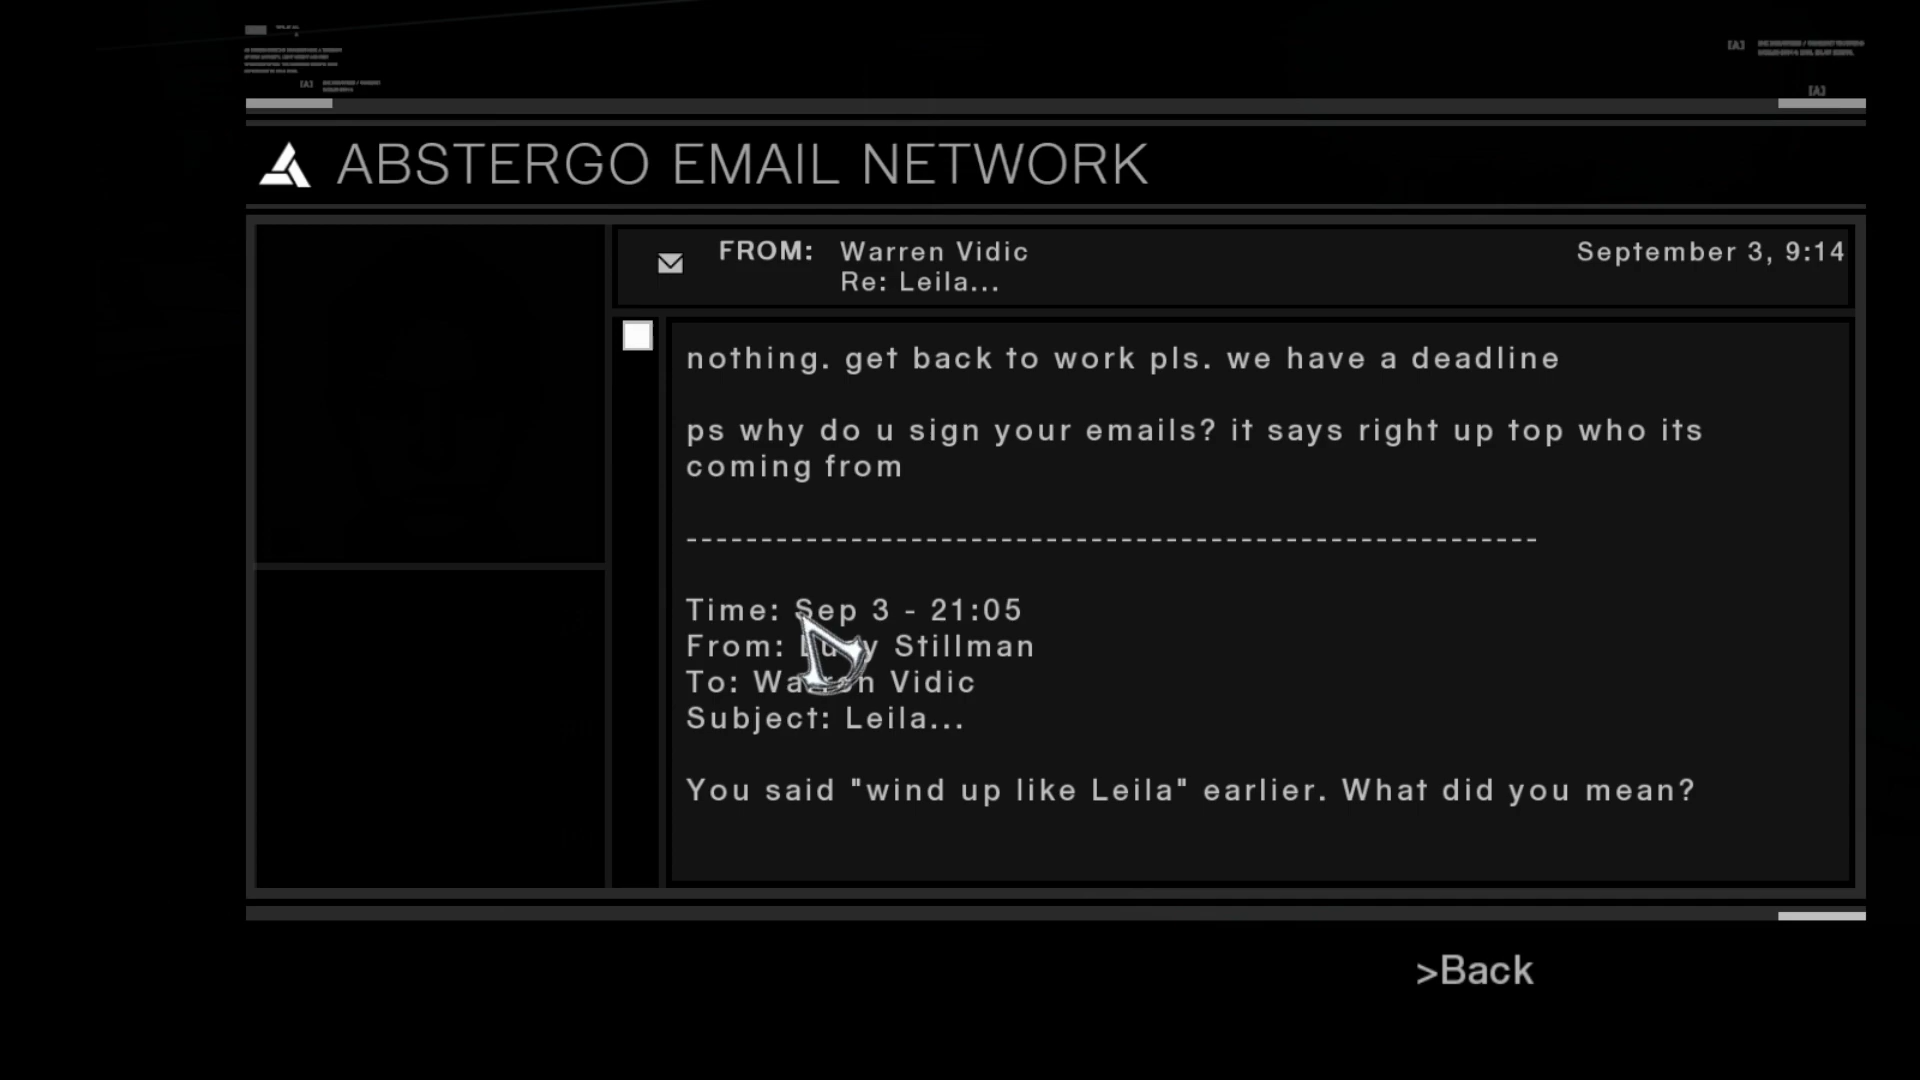 [A]
[A]
[A]
ABSTERGO EMAIL NETWORK
FROM: Warren Vidic
September 3, 9:14
Re: Leila...
nothing. get back to work pls. we have a deadline
ps why do u sign your emails? it says right up top who its
coming from
---------------------------------------------------------
Time: Sep 3 - 21:05
From: Lucy Stillman
To: Warren Vidic
Subject: Leila...
You said "wind up like Leila" earlier. What did you mean?
>Back